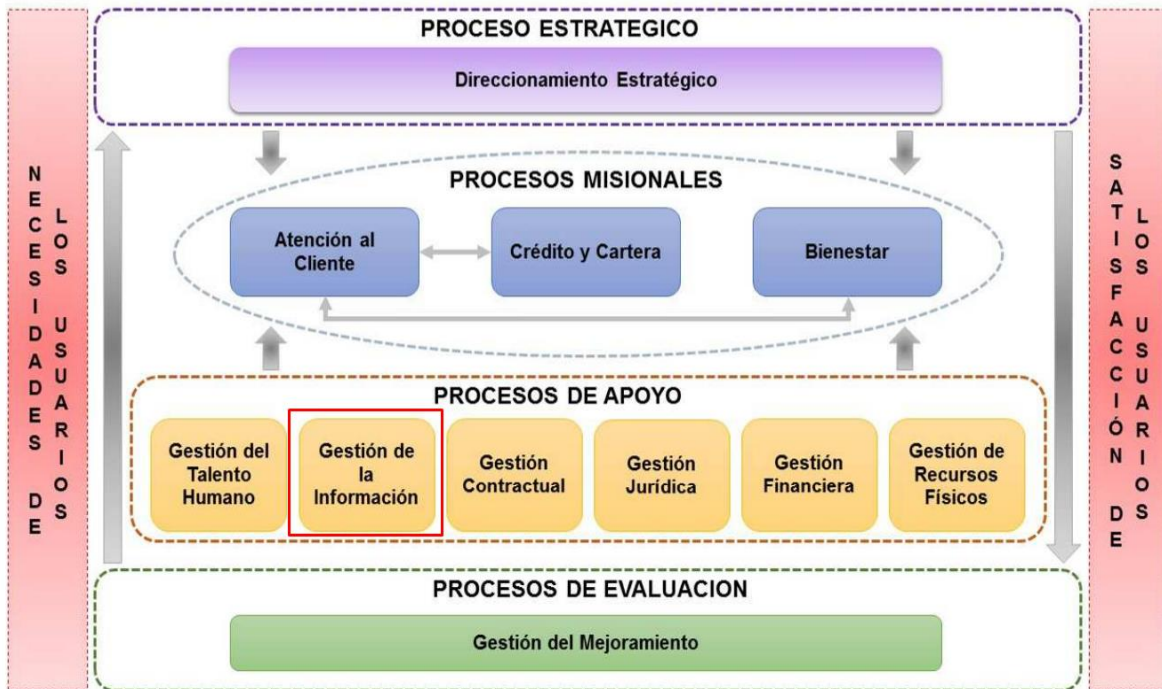 PROCESO ESTRATEGICO
Direccionamiento Estratégico
NECESIDADES DE
LOS USUARIOS
PROCESOS MISIONALES
Atención al
Cliente
Crédito y Cartera
Bienestar
PROCESOS DE APOYO
Gestión del
Talento
Humano
Gestión de
la
Información
Gestión
Contractual
Gestión
Jurídica
Gestión
Financiera
Gestión de
Recursos
Físicos
PROCESOS DE EVALUACION
Gestión del Mejoramiento
SATISFACCIÓN DE
LOS USUARIOS